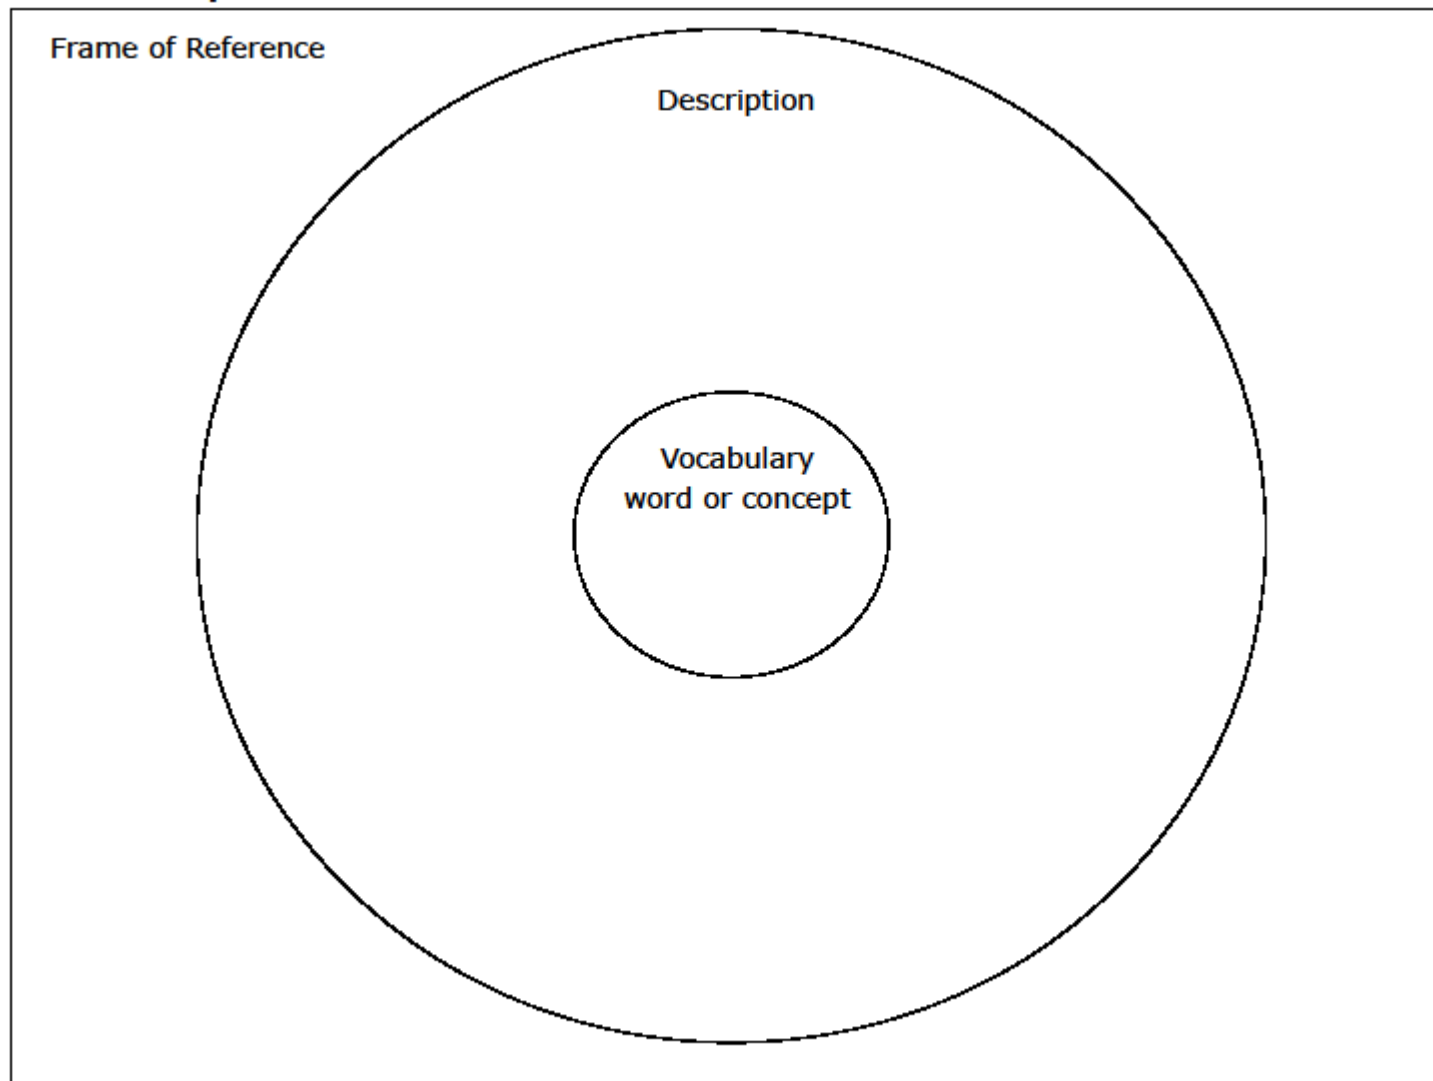 Frame of Reference
Description
Vocabulary
word or concept